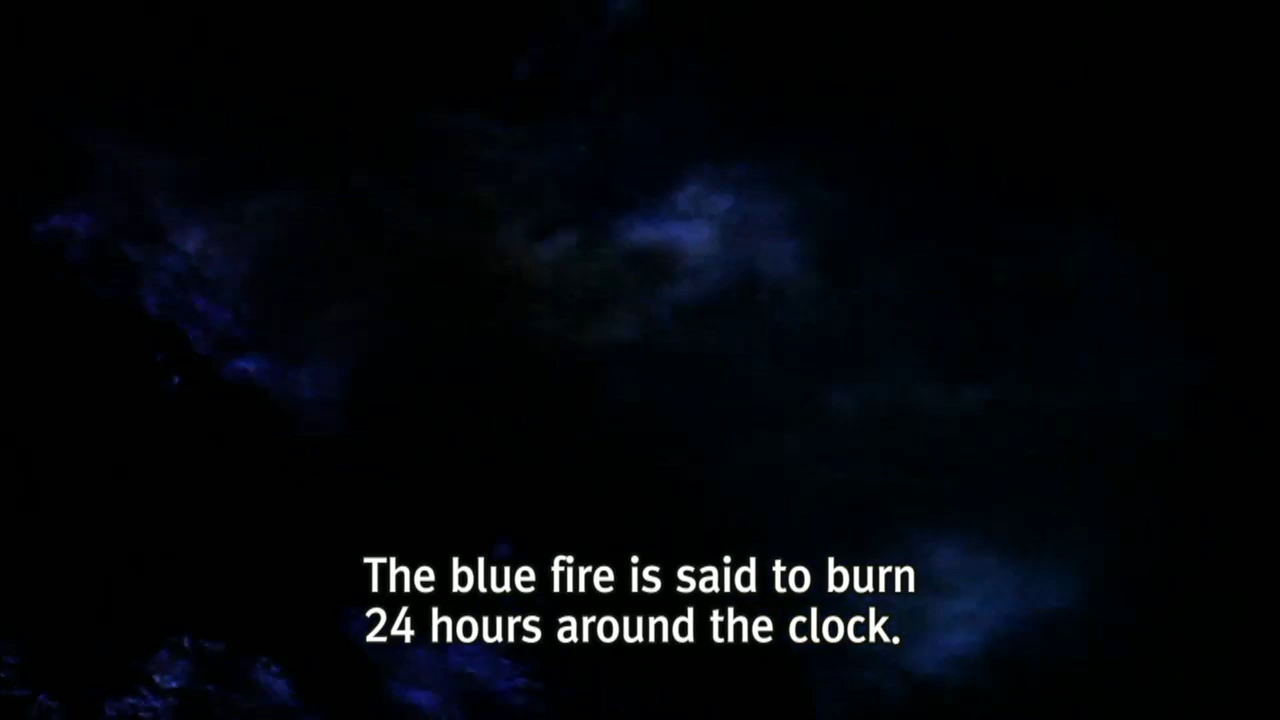 The blue fire is said to burn
24 hours around the clock.